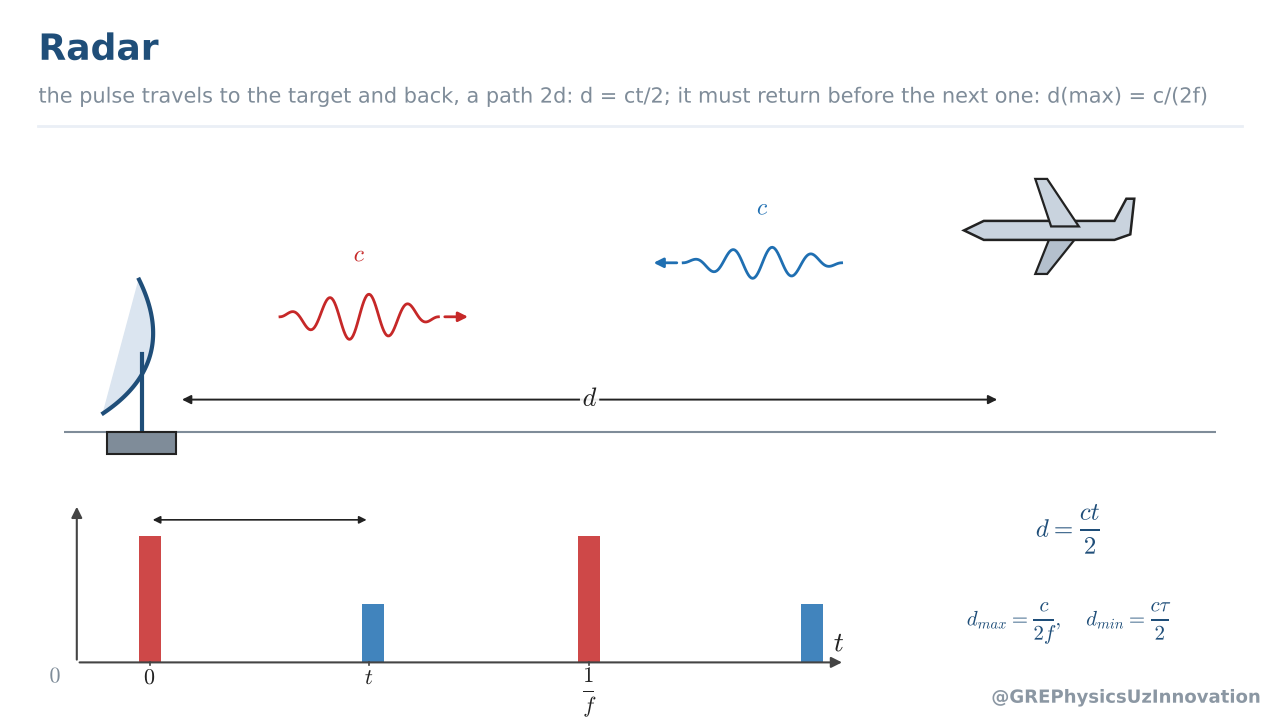 Radar
the pulse travels to the target and back, a path 2d: d = ct/2; it must return before the next one: d(max) = c/(2f)
c
c
d
d = ct/2
d_max = c/2f,  d_min = cτ/2
t
0
0
t
1/f
@GREPhysicsUzInnovation